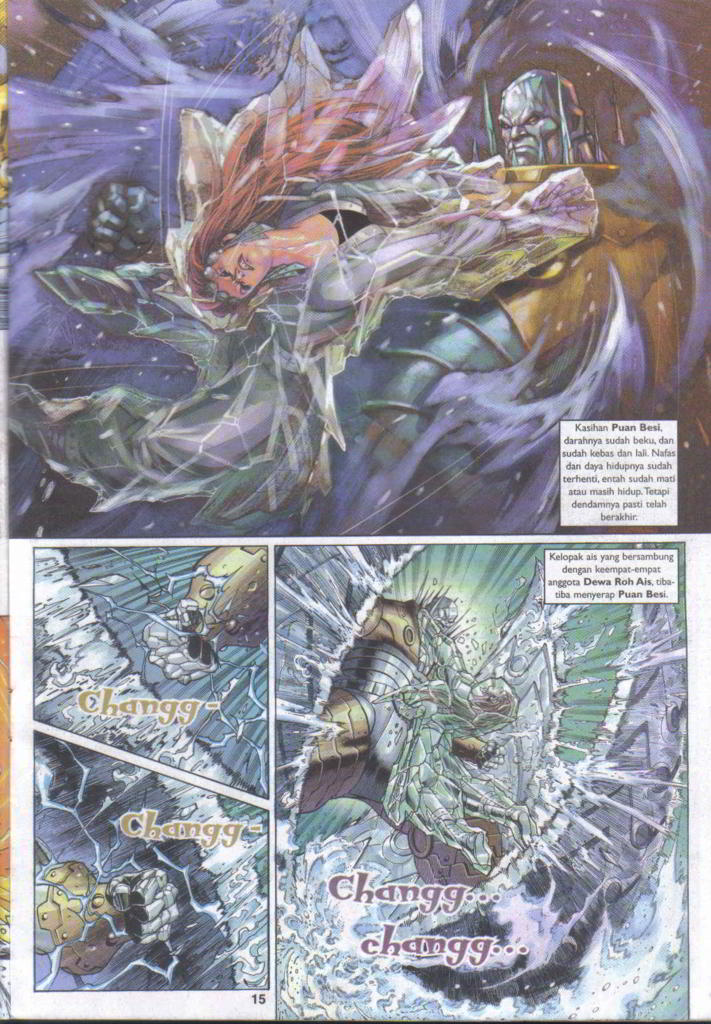 Kasihan Puan Besi,
darahnya sudah beku, dan
sudah kebas dan lali. Nafas
dan daya hidupnya sudah
terhenti, entah sudah mati
atau masih hidup. Tetapi
dendamnya pasti telah
berakhir.
Kelopak ais yang bersambung
dengan keempat-empat
anggota Dewa Roh Ais, tiba-
tiba menyerap Puan Besi.
Changg-
Changg-
Changg...
changg...
15